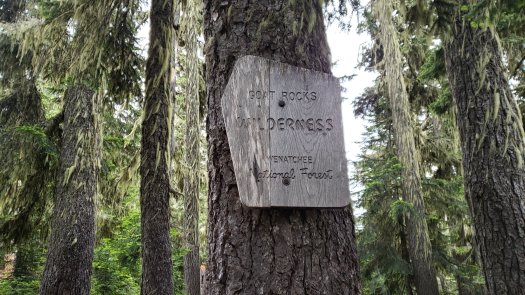 GOAT ROCKS
WILDERNESS
WENATCHEE
National Forest